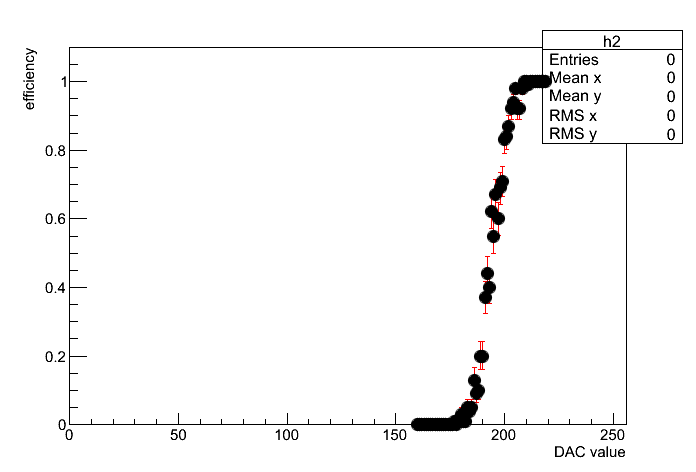 h2
Entries 0
Mean x 0
Mean y 0
RMS x 0
RMS y 0
efficiency
1
0.8
0.6
0.4
0.2
0
0 50 100 150 200 250
DAC value